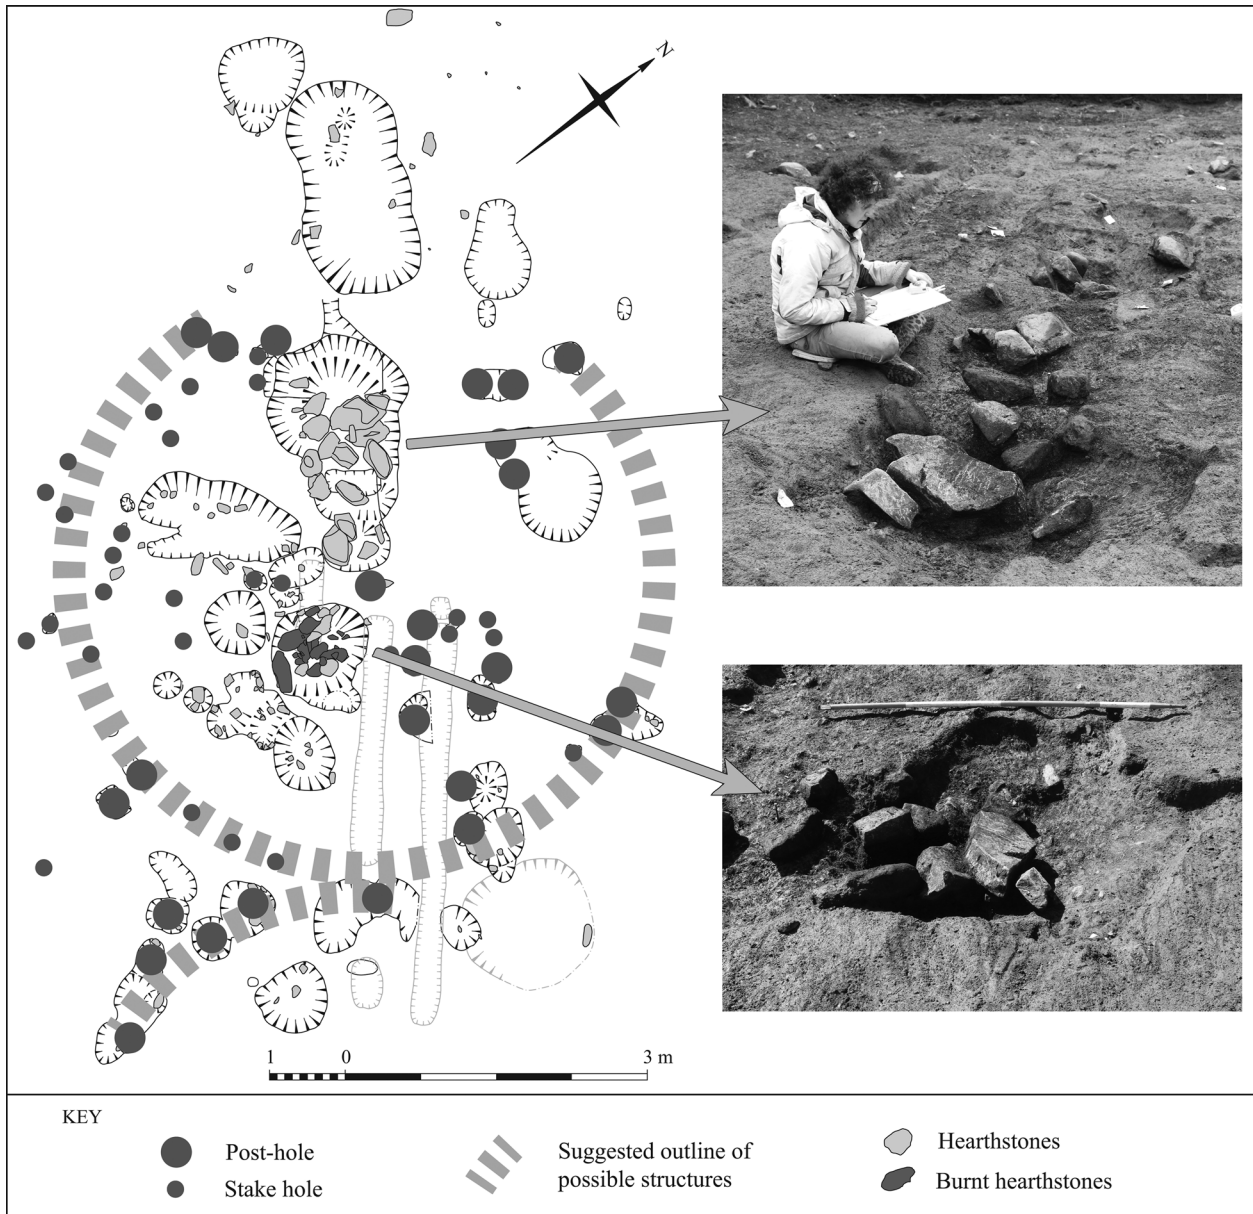 N
1 0 3 m
KEY
Post-hole
Stake hole
Suggested outline of
possible structures
Hearthstones
Burnt hearthstones